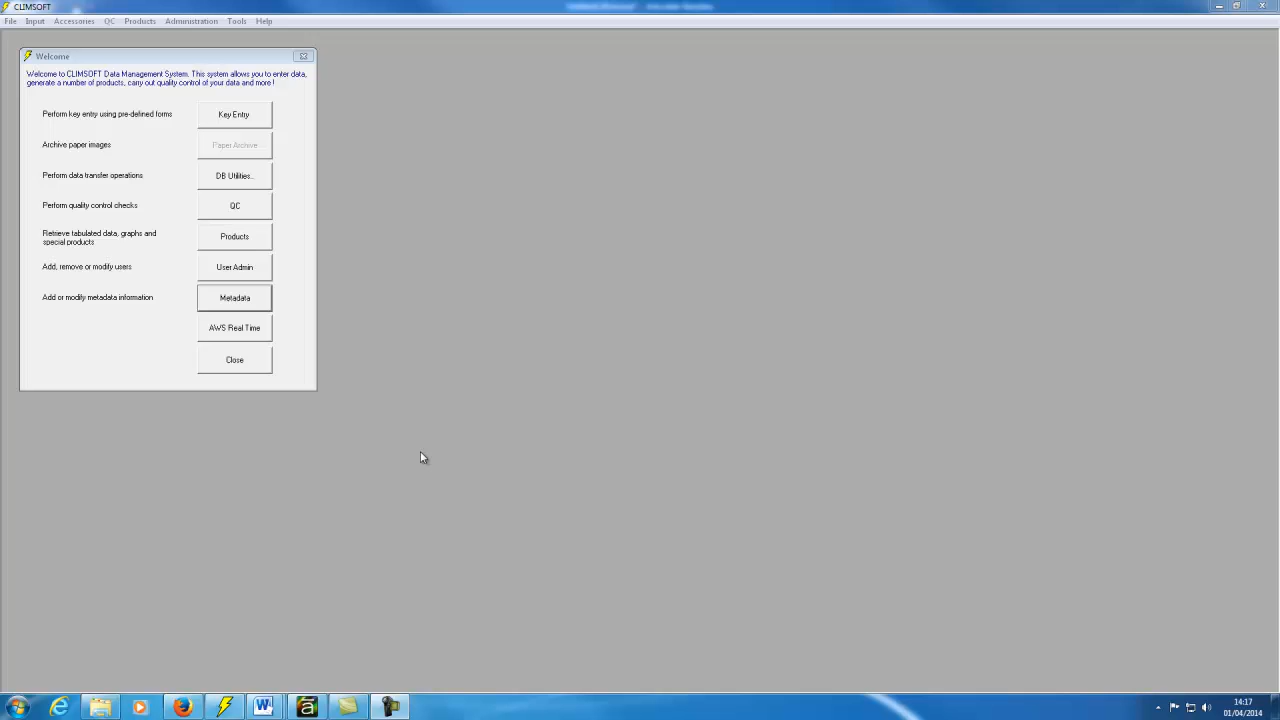 CLIMSOFT
File Input Accessories QC Products Administration Tools Help
Welcome
Welcome to CLIMSOFT Data Management System. This system allows you to enter data,
generate a number of products, carry out quality control of your data and more !
Perform key entry using pre-defined forms Key Entry
Archive paper images Paper Archive
Perform data transfer operations DB Utilities..
Perform quality control checks QC
Retrieve tabulated data, graphs and
special products Products
Add, remove or modify users User Admin
Add or modify metadata information Metadata
AWS Real Time
Close
14:17
01/04/2014